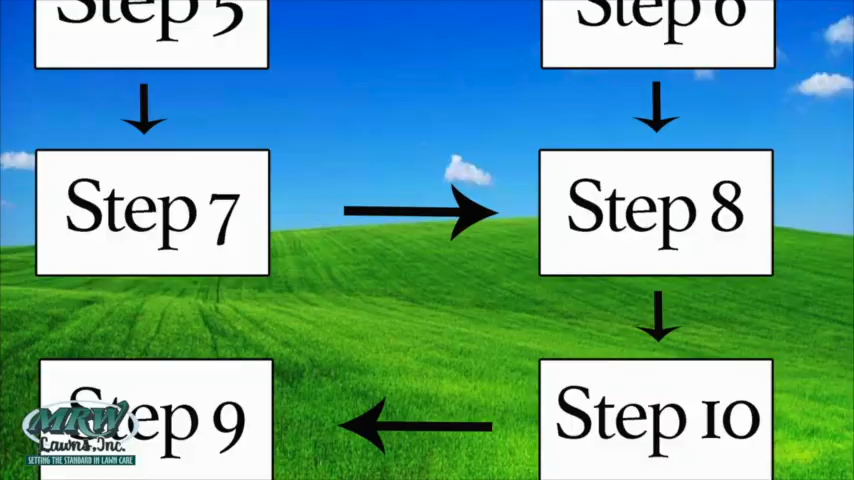 Step 5
Step 6
Step 7
Step 8
Step 9
Step 10
MRW
Lawns, Inc.
SETTING THE STANDARD IN LAWN CARE